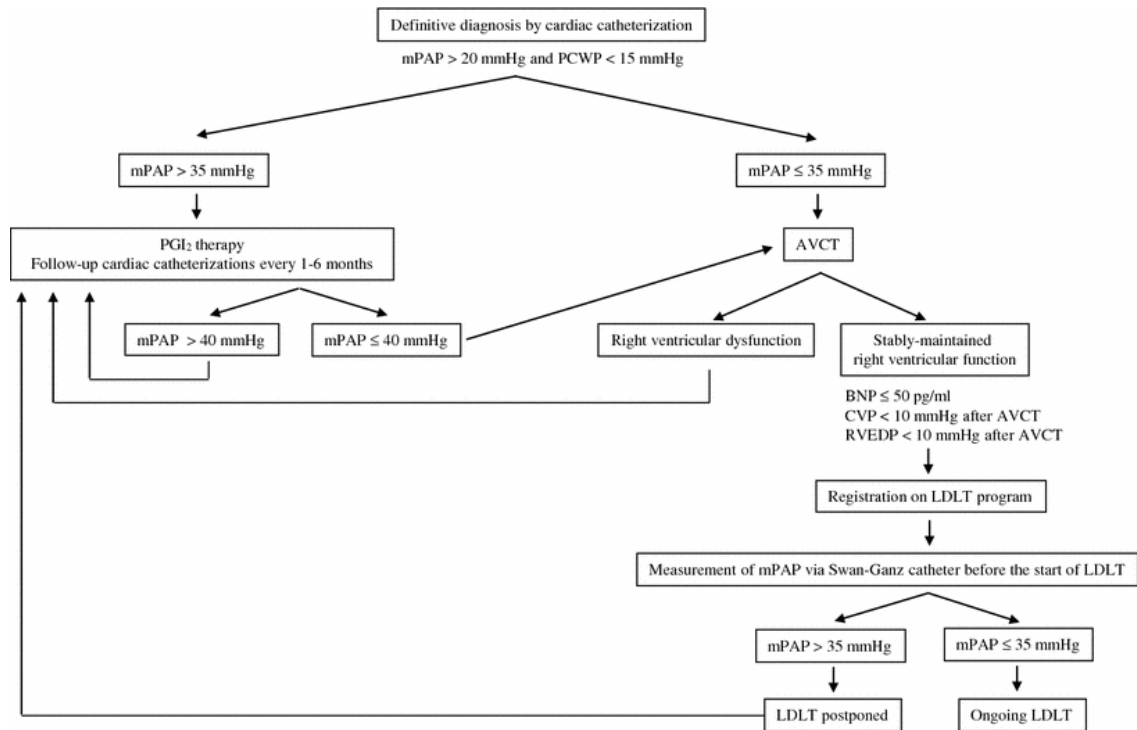 Definitive diagnosis by cardiac catheterization
mPAP > 20 mmHg and PCWP < 15 mmHg
mPAP > 35 mmHg
mPAP ≤ 35 mmHg
PGI₂ therapy
Follow-up cardiac catheterizations every 1-6 months
AVCT
mPAP > 40 mmHg
mPAP ≤ 40 mmHg
Right ventricular dysfunction
Stably-maintained
right ventricular function
BNP ≤ 50 pg/ml
CVP < 10 mmHg after AVCT
RVEDP < 10 mmHg after AVCT
Registration on LDLT program
Measurement of mPAP via Swan-Ganz catheter before the start of LDLT
mPAP > 35 mmHg
mPAP ≤ 35 mmHg
LDLT postponed
Ongoing LDLT